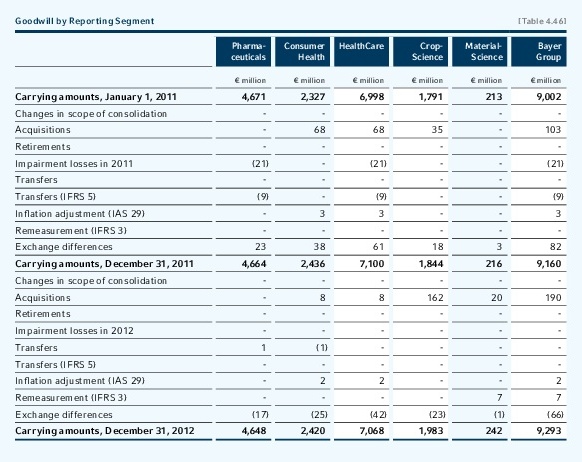 Goodwill by Reporting Segment [Table 4.46]
Pharma-ceuticals Consumer Health HealthCare Crop-Science Material-Science Bayer Group
€ million € million € million € million € million € million
Carrying amounts, January 1, 2011 4,671 2,327 6,998 1,791 213 9,002
Changes in scope of consolidation - - - - - -
Acquisitions - 68 68 35 - 103
Retirements - - - - - -
Impairment losses in 2011 (21) - (21) - - (21)
Transfers - - - - - -
Transfers (IFRS 5) (9) - (9) - - (9)
Inflation adjustment (IAS 29) - 3 3 - - 3
Remeasurement (IFRS 3) - - - - - -
Exchange differences 23 38 61 18 3 82
Carrying amounts, December 31, 2011 4,664 2,436 7,100 1,844 216 9,160
Changes in scope of consolidation - - - - - -
Acquisitions - 8 8 162 20 190
Retirements - - - - - -
Impairment losses in 2012 - - - - - -
Transfers 1 (1) - - - -
Transfers (IFRS 5) - - - - - -
Inflation adjustment (IAS 29) - 2 2 - - 2
Remeasurement (IFRS 3) - - - - 7 7
Exchange differences (17) (25) (42) (23) (1) (66)
Carrying amounts, December 31, 2012 4,648 2,420 7,068 1,983 242 9,293